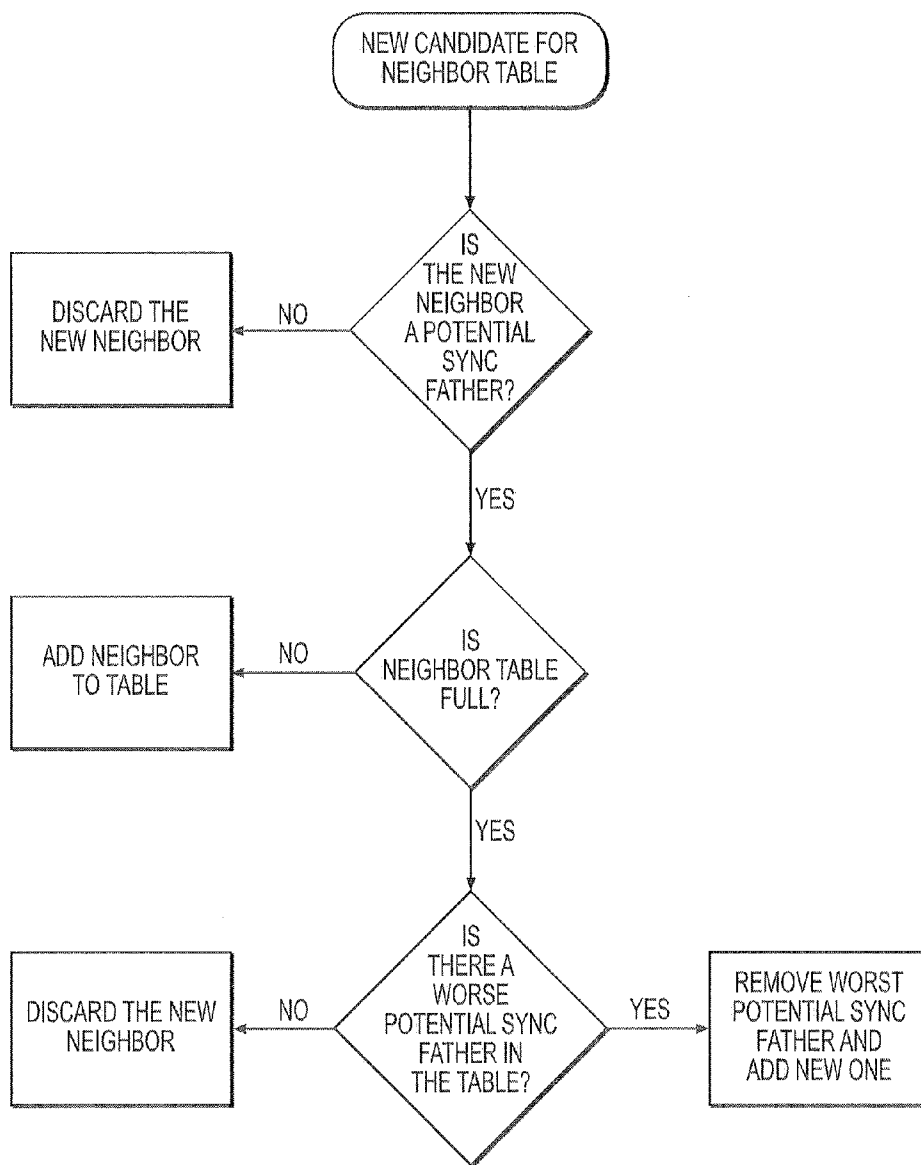 NEW CANDIDATE FOR
NEIGHBOR TABLE
IS
THE NEW
NEIGHBOR
A POTENTIAL
SYNC
FATHER?
NO
DISCARD THE
NEW NEIGHBOR
YES
IS
NEIGHBOR TABLE
FULL?
NO
ADD NEIGHBOR
TO TABLE
YES
IS
THERE A
WORSE
POTENTIAL SYNC
FATHER IN
THE TABLE?
NO
DISCARD THE NEW
NEIGHBOR
YES
REMOVE WORST
POTENTIAL SYNC
FATHER AND
ADD NEW ONE